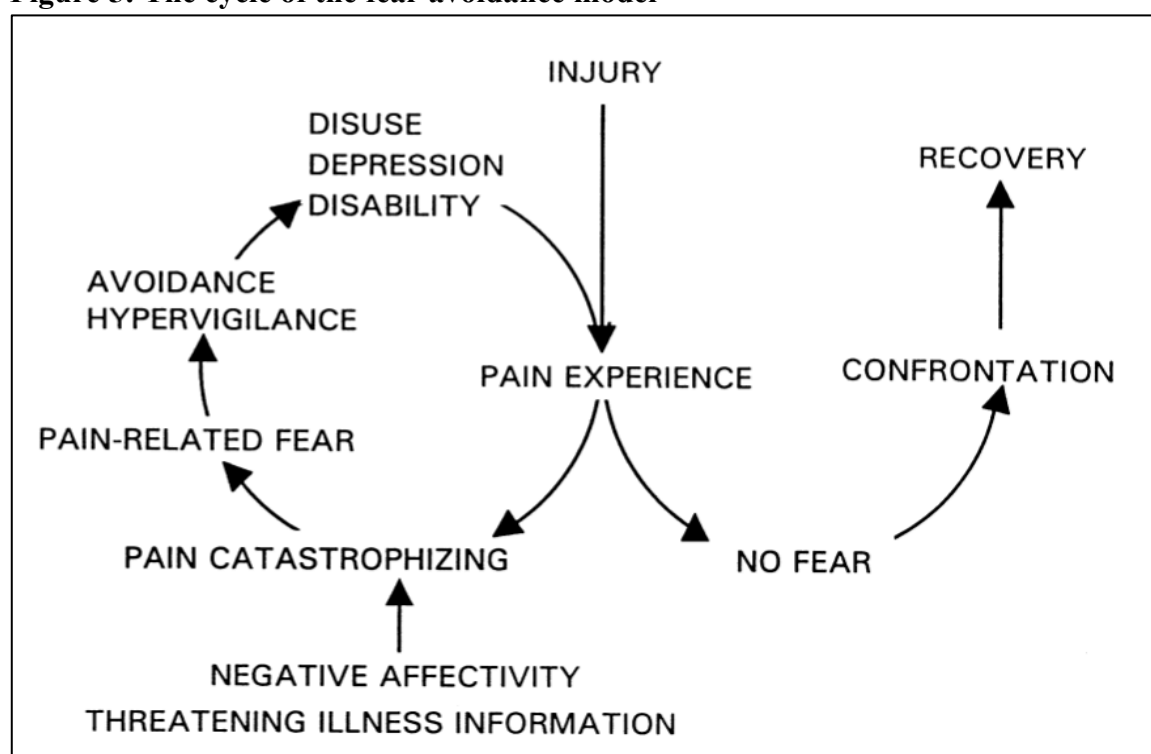 Figure The cycle of the fear avoidance model
INJURY
DISUSE
DEPRESSION
DISABILITY
RECOVERY
AVOIDANCE
HYPERVIGILANCE
PAIN EXPERIENCE
CONFRONTATION
PAIN-RELATED FEAR
PAIN CATASTROPHIZING
NO FEAR
NEGATIVE AFFECTIVITY
THREATENING ILLNESS INFORMATION